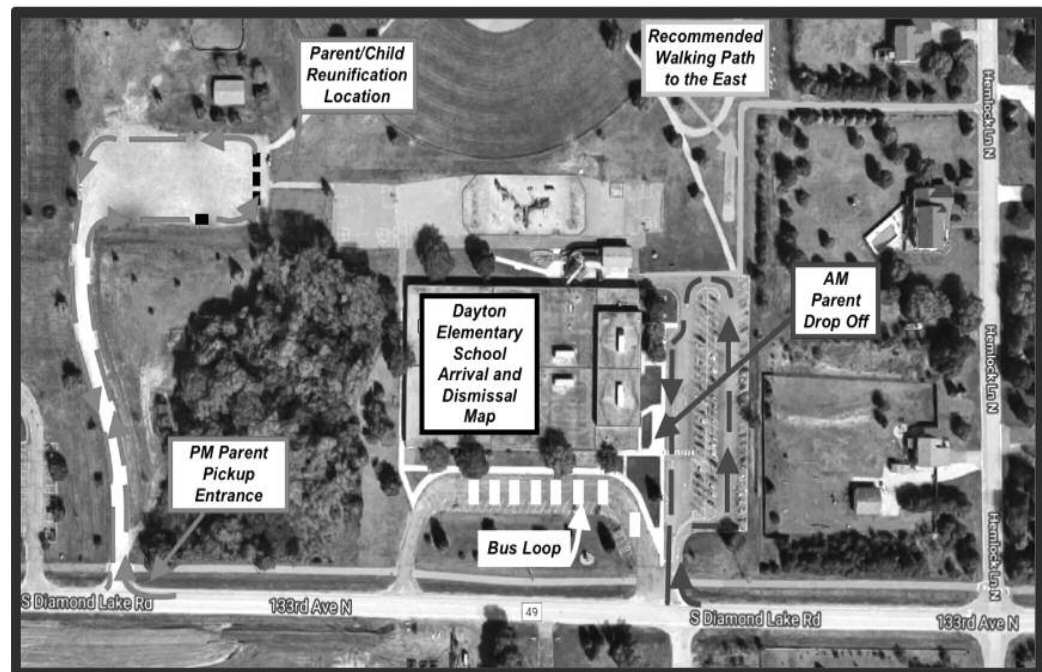 Parent/Child
Reunification
Location
Recommended
Walking Path
to the East
Hemlock Ln N
Dayton
Elementary
School
Arrival and
Dismissal
Map
AM
Parent
Drop Off
Hemlock Ln N
PM Parent
Pickup
Entrance
Bus Loop
Hemlock Ln N
S Diamond Lake Rd
133rd Ave N
49
S Diamond Lake Rd
133rd Ave N